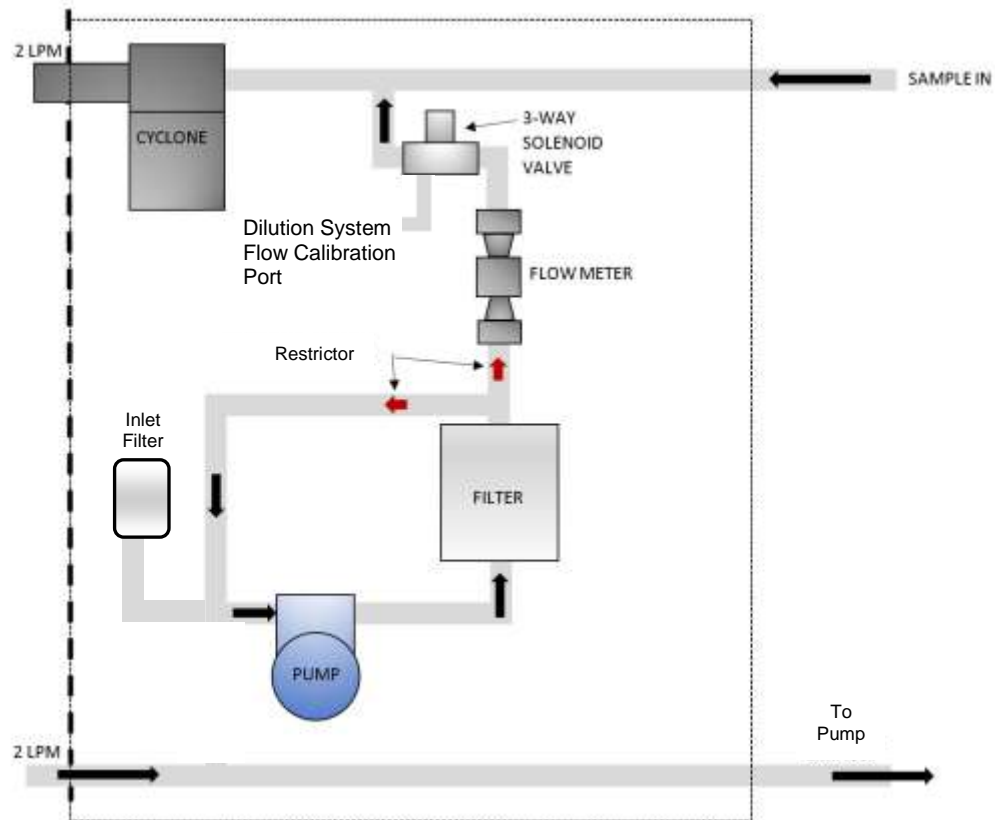 2 LPM
SAMPLE IN
3-WAY
SOLENOID
VALVE
CYCLONE
Dilution System
Flow Calibration
Port
FLOW METER
Restrictor
Inlet
Filter
FILTER
PUMP
To
Pump
2 LPM